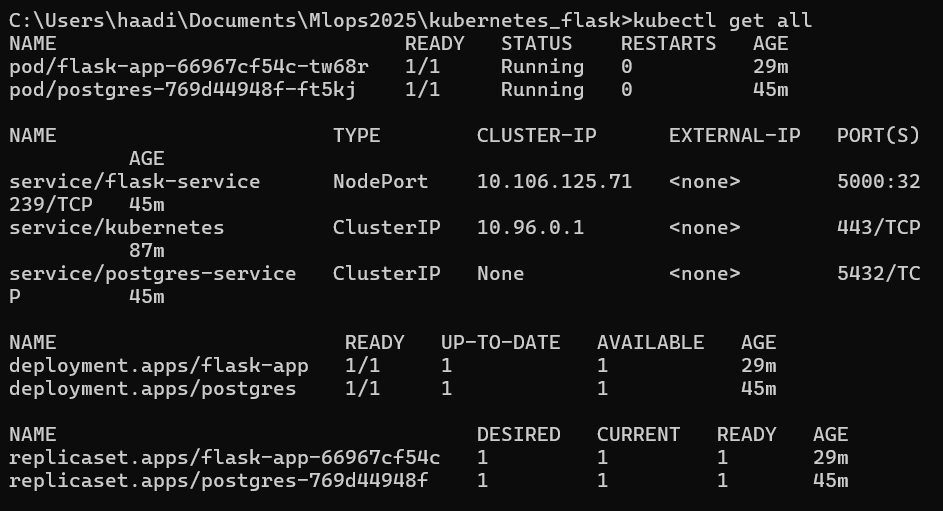 C:\Users\haadi\Documents\Mlops2025\kubernetes_flask>kubectl get all
NAME                             READY   STATUS    RESTARTS   AGE
pod/flask-app-66967cf54c-tw68r   1/1     Running   0          29m
pod/postgres-769d44948f-ft5kj    1/1     Running   0          45m

NAME                       TYPE        CLUSTER-IP      EXTERNAL-IP   PORT(S)
          AGE
service/flask-service      NodePort    10.106.125.71   <none>        5000:32
239/TCP   45m
service/kubernetes         ClusterIP   10.96.0.1       <none>        443/TCP
          87m
service/postgres-service   ClusterIP   None            <none>        5432/TC
P         45m

NAME                        READY   UP-TO-DATE   AVAILABLE   AGE
deployment.apps/flask-app   1/1     1            1           29m
deployment.apps/postgres    1/1     1            1           45m

NAME                                   DESIRED   CURRENT   READY   AGE
replicaset.apps/flask-app-66967cf54c   1         1         1       29m
replicaset.apps/postgres-769d44948f    1         1         1       45m